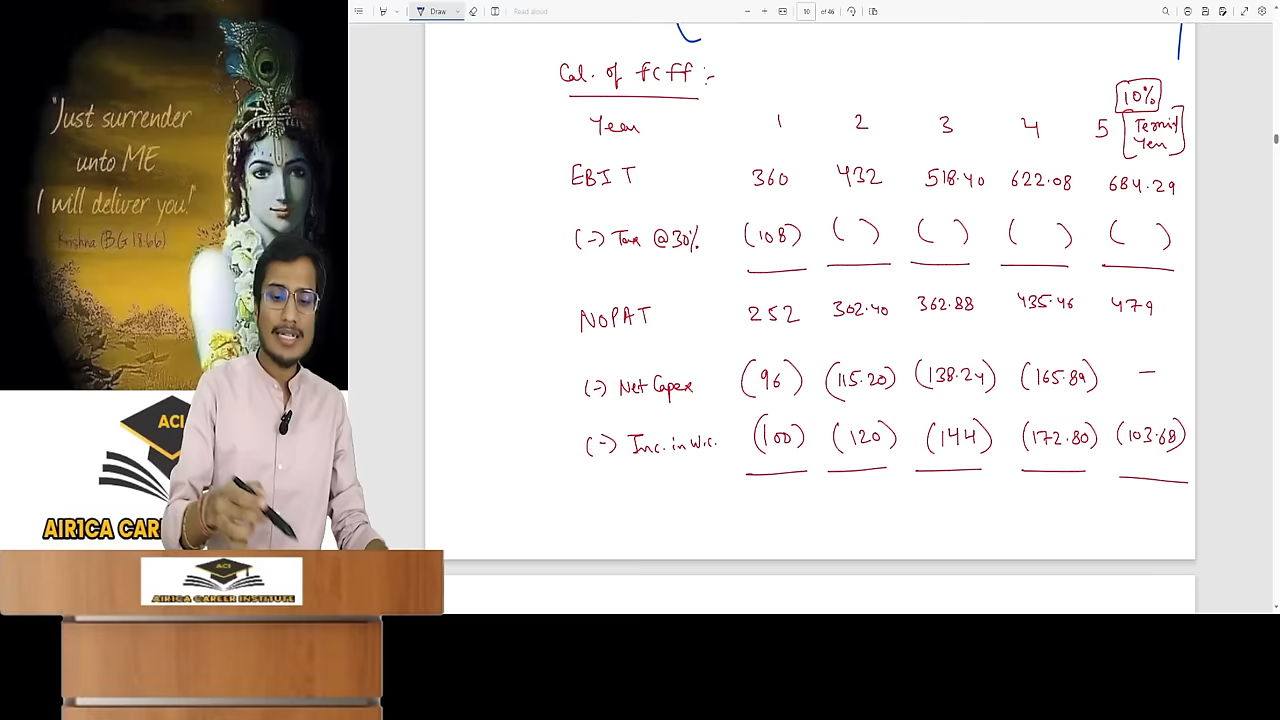 Draw
Read aloud
10 of 46
"Just surrender
unto ME
I will deliver you!"
Krishna (B.G 18.66)
ACI
AIR1CA CAR
AIR1CA CAREER INSTITUTE
Cal. of FCFF :-
10%
Year 1 2 3 4 5 [Year]
EBIT 360 432 518.40 622.08 684.29
(-) Tax @30% (108) ( ) ( ) ( ) ( )
NOPAT 252 302.40 362.88 435.46 479
(-) Net Capex (96) (115.20) (138.24) (165.89) —
(-) Inc. in w.c. (100) (120) (144) (172.80) (103.68)